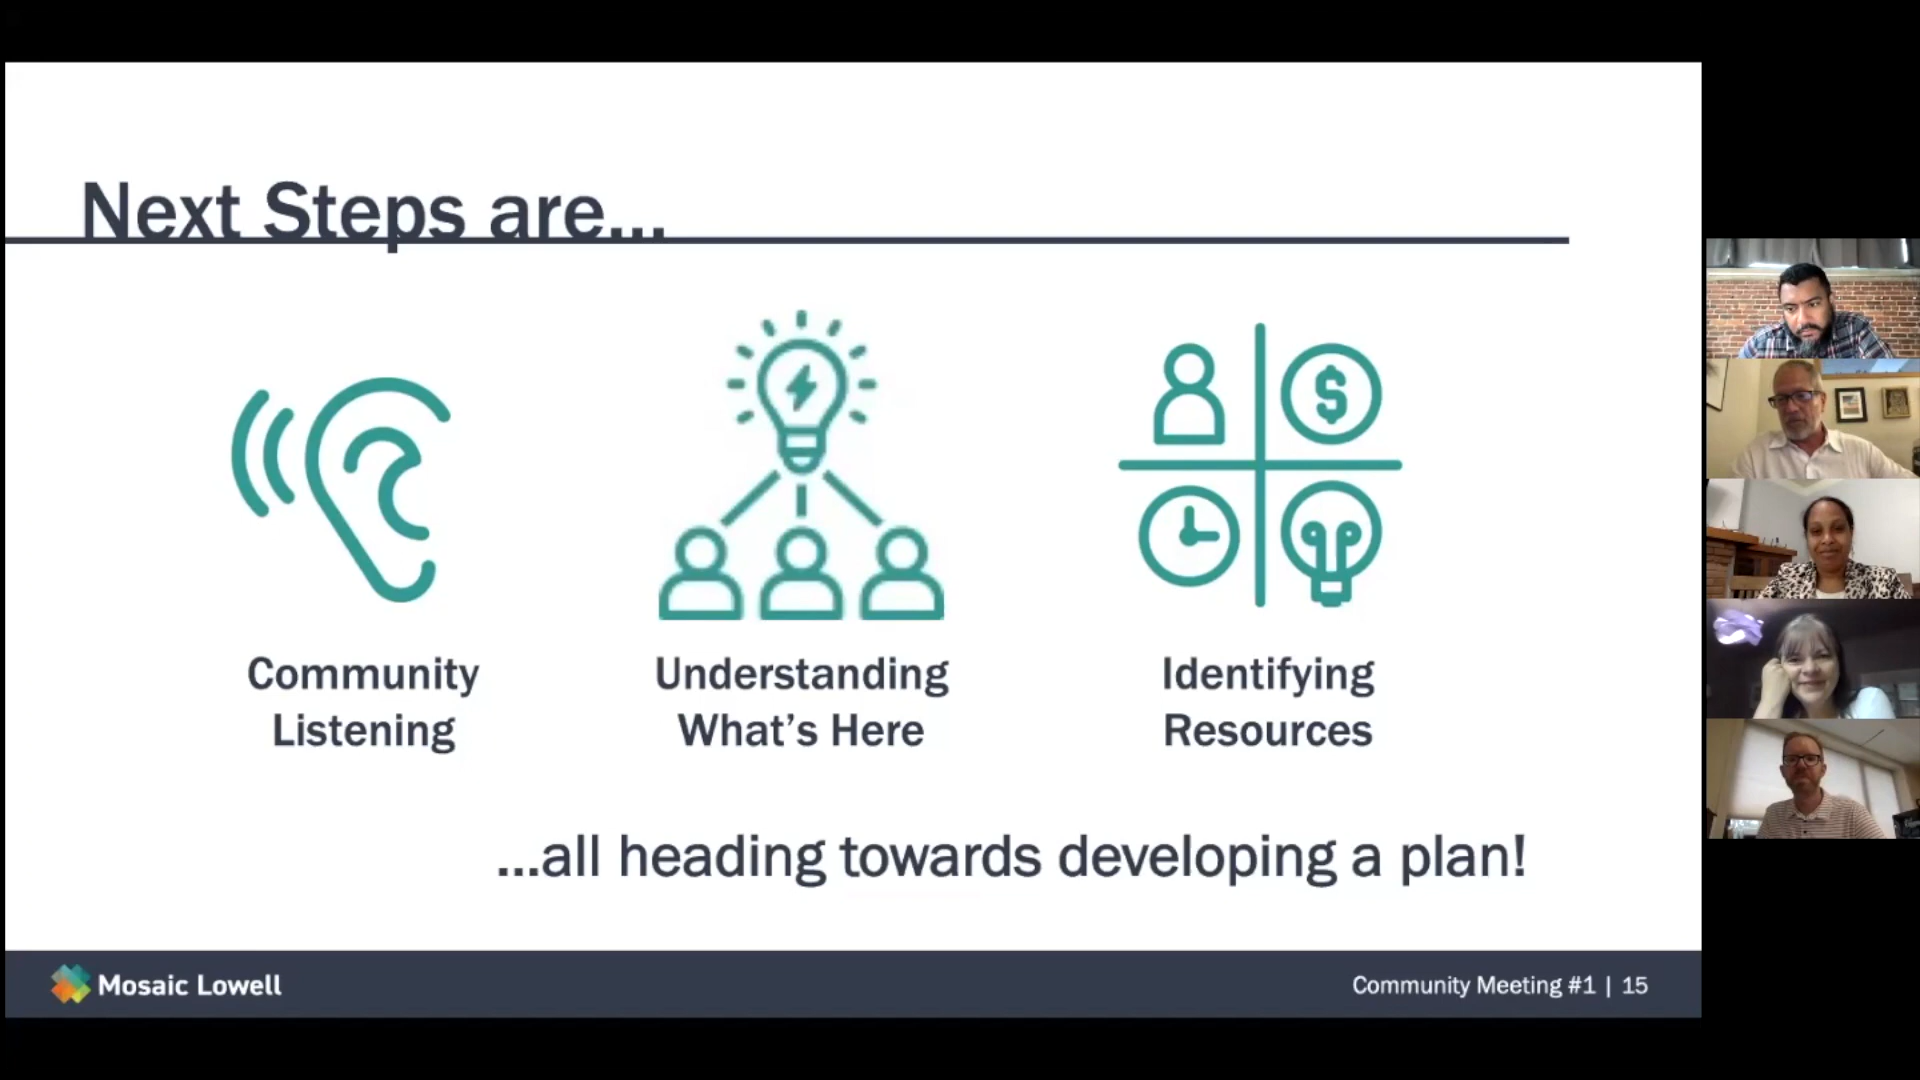 Next Steps are...
Community
Listening
Understanding
What's Here
$
Identifying
Resources
...all heading towards developing a plan!
Mosaic Lowell
Community Meeting #1 | 15